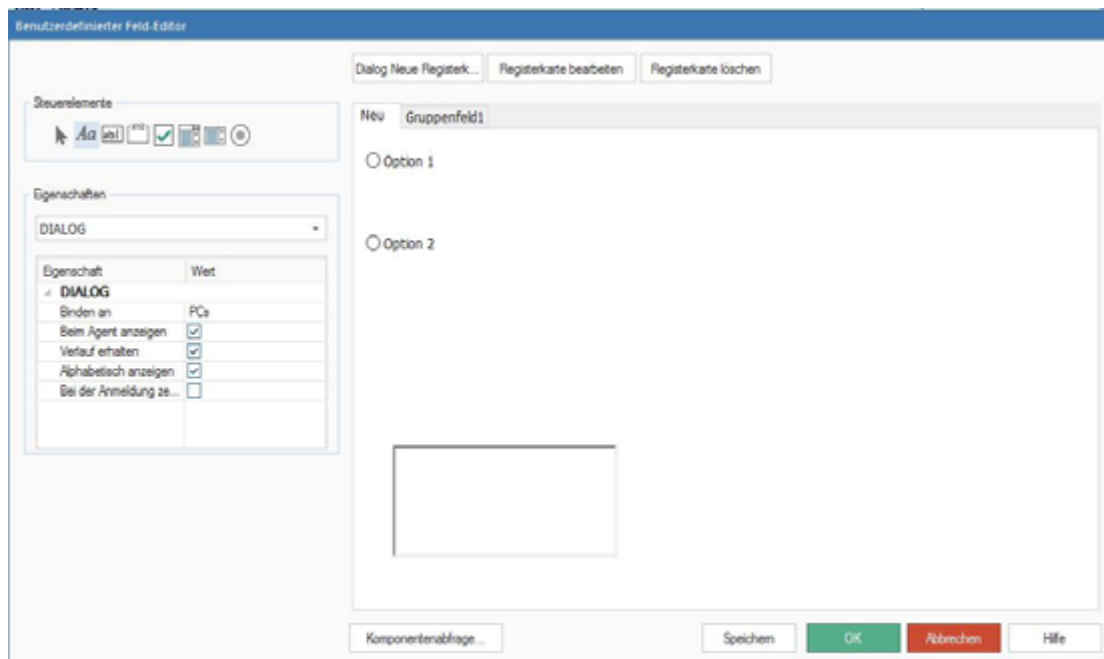 Benutzerdefinierter Feld-Editor
Dialog Neue Registerk... Registerkarte bearbeiten Registerkarte löschen
Steuerelemente
Aa ab|
Neu Gruppenfeld1
Option 1
Eigenschaften
DIALOG
Option 2
Eigenschaft Wert
DIALOG
Binden an PCs
Beim Agent anzeigen
Verlauf erhalten
Alphabetisch anzeigen
Bei der Anmeldung ze...
Komponentenabfrage... Speichern OK Abbrechen Hilfe